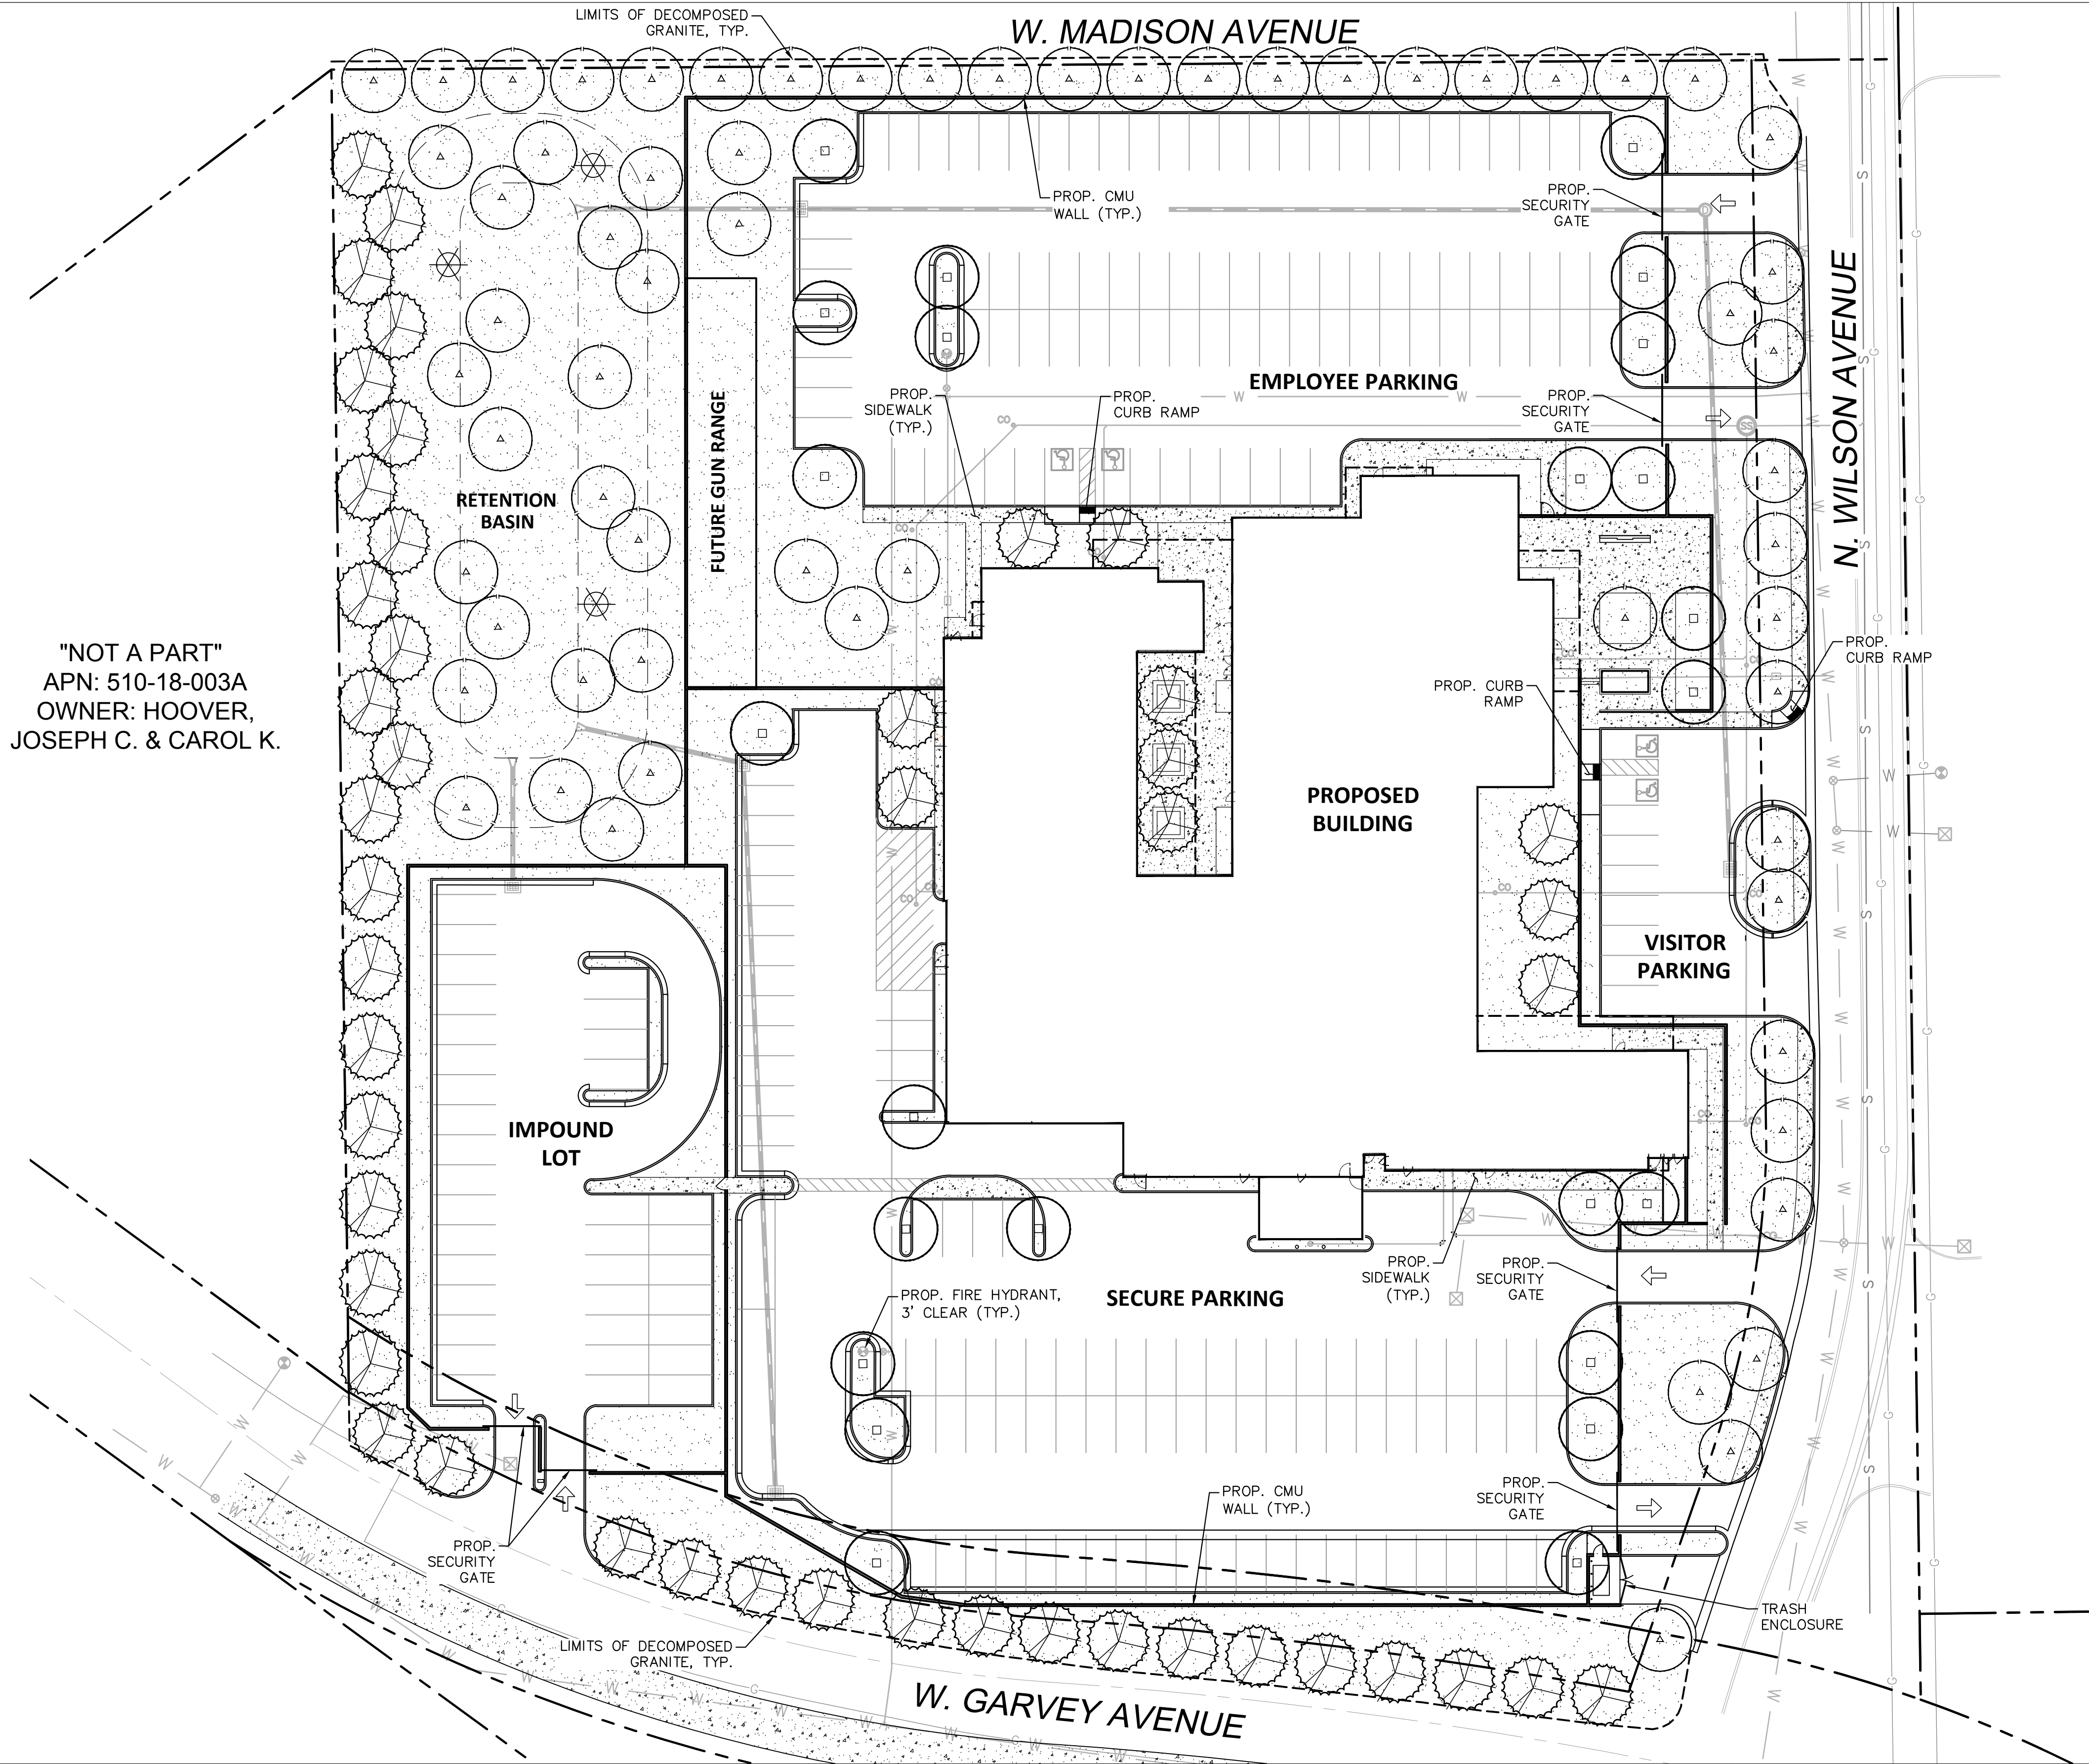 LIMITS OF DECOMPOSED
GRANITE, TYP.
W. MADISON AVENUE
PROP. CMU
WALL (TYP.)
PROP.
SECURITY
GATE
N. WILSON AVENUE
EMPLOYEE PARKING
PROP.
SIDEWALK
(TYP.)
PROP.
CURB RAMP
PROP.
SECURITY
GATE
FUTURE GUN RANGE
RETENTION
BASIN
"NOT A PART"
APN: 510-18-003A
OWNER: HOOVER,
JOSEPH C. & CAROL K.
PROP.
CURB RAMP
PROP. CURB
RAMP
PROPOSED
BUILDING
VISITOR
PARKING
IMPOUND
LOT
PROP.
SIDEWALK
(TYP.)
PROP.
SECURITY
GATE
PROP. FIRE HYDRANT,
3' CLEAR (TYP.)
SECURE PARKING
PROP. CMU
WALL (TYP.)
PROP.
SECURITY
GATE
PROP.
SECURITY
GATE
TRASH
ENCLOSURE
LIMITS OF DECOMPOSED
GRANITE, TYP.
W. GARVEY AVENUE